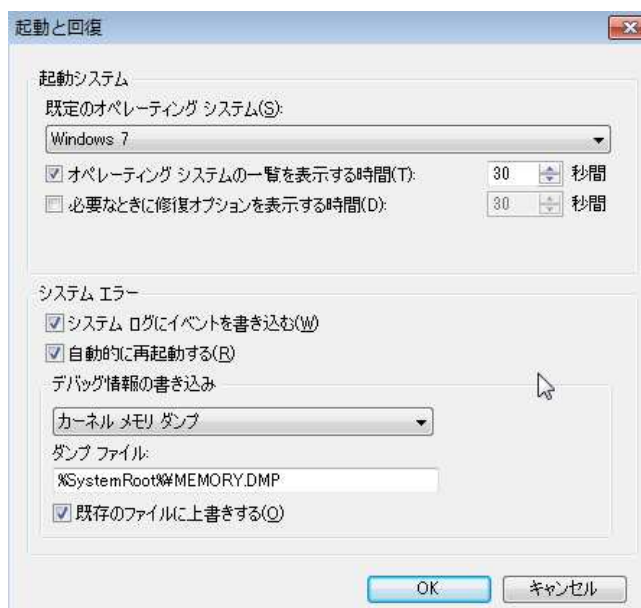 起動と回復
起動システム
既定のオペレーティング システム(S):
Windows 7
オペレーティング システムの一覧を表示する時間(T): 30 秒間
必要なときに修復オプションを表示する時間(D): 30 秒間
システム エラー
システム ログにイベントを書き込む(W)
自動的に再起動する(R)
デバッグ情報の書き込み
カーネル メモリ ダンプ
ダンプ ファイル:
%SystemRoot%¥MEMORY.DMP
既存のファイルに上書きする(O)
OK キャンセル